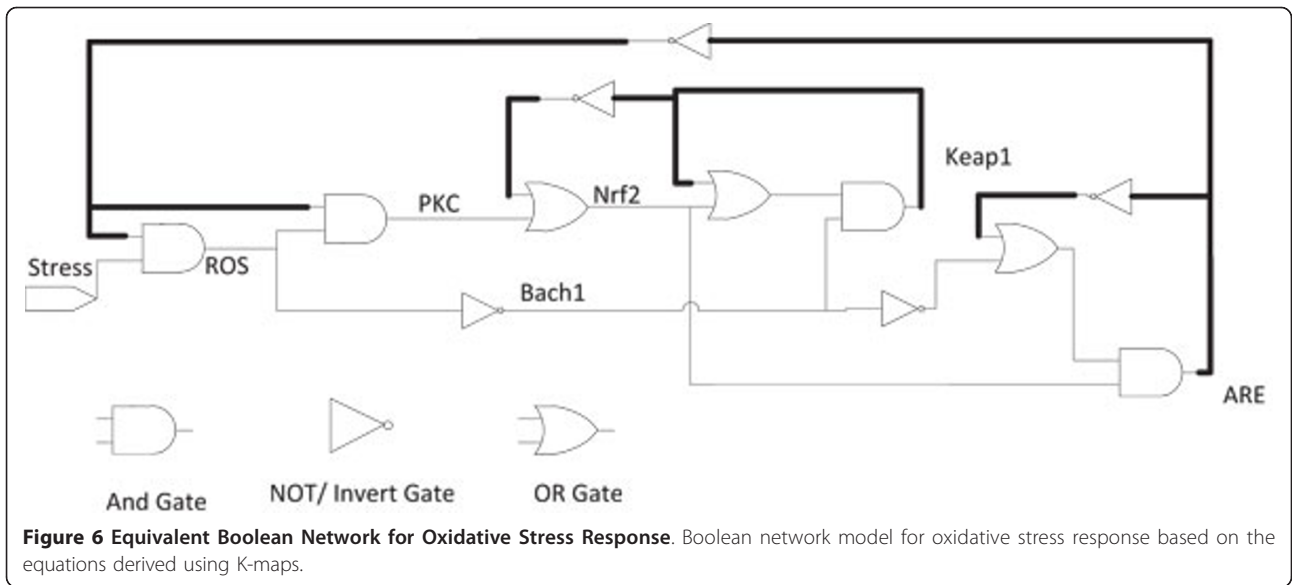 Keap1
PKC
Nrf2
Stress
ROS
Bach1
ARE
And Gate
NOT/ Invert Gate
OR Gate
Figure 6 Equivalent Boolean Network for Oxidative Stress Response. Boolean network model for oxidative stress response based on the
equations derived using K-maps.